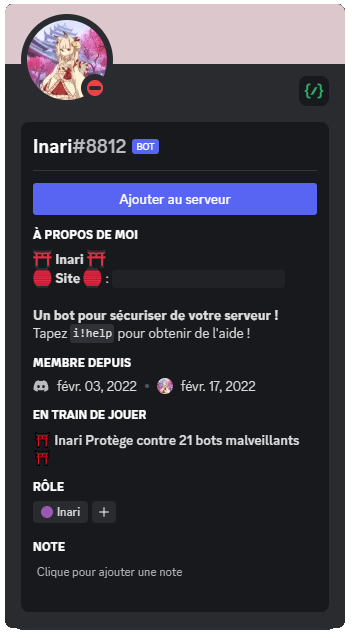 Inari#8812 BOT
Ajouter au serveur
À PROPOS DE MOI
Inari
Site :
Un bot pour sécuriser de votre serveur !
Tapez i!help pour obtenir de l'aide !
MEMBRE DEPUIS
févr. 03, 2022 • févr. 17, 2022
EN TRAIN DE JOUER
Inari Protège contre 21 bots malveillants
RÔLE
Inari +
NOTE
Clique pour ajouter une note